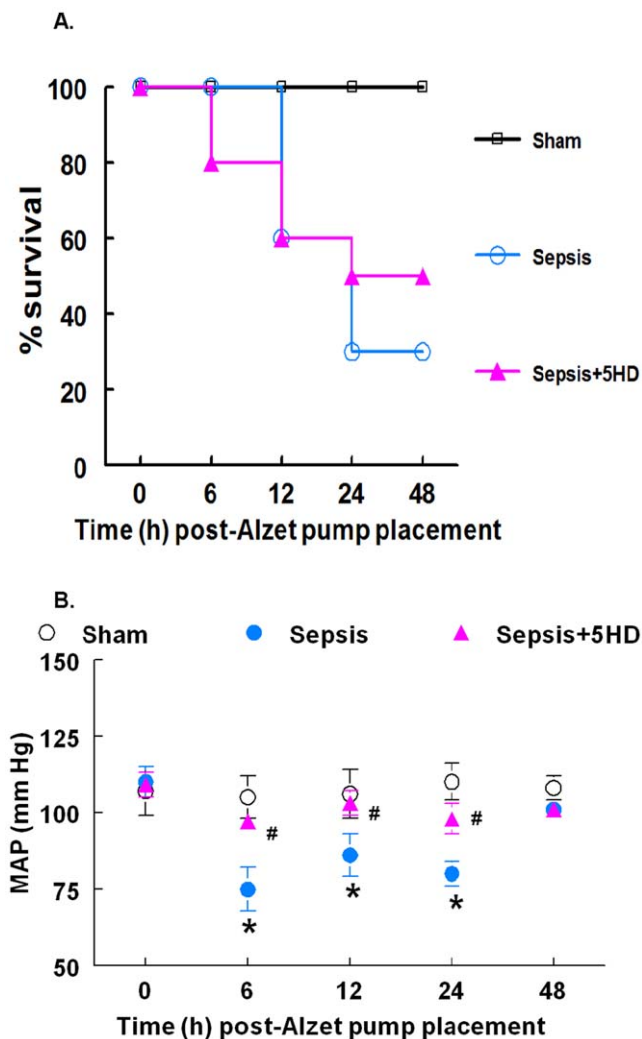 A.
100
80
60
40
20
0
% survival
0 6 12 24 48
Time (h) post-Alzet pump placement
Sham
Sepsis
Sepsis+5HD
B.
Sham Sepsis Sepsis+5HD
150
125
100
75
50
MAP (mm Hg)
# # #
* * *
0 6 12 24 48
Time (h) post-Alzet pump placement